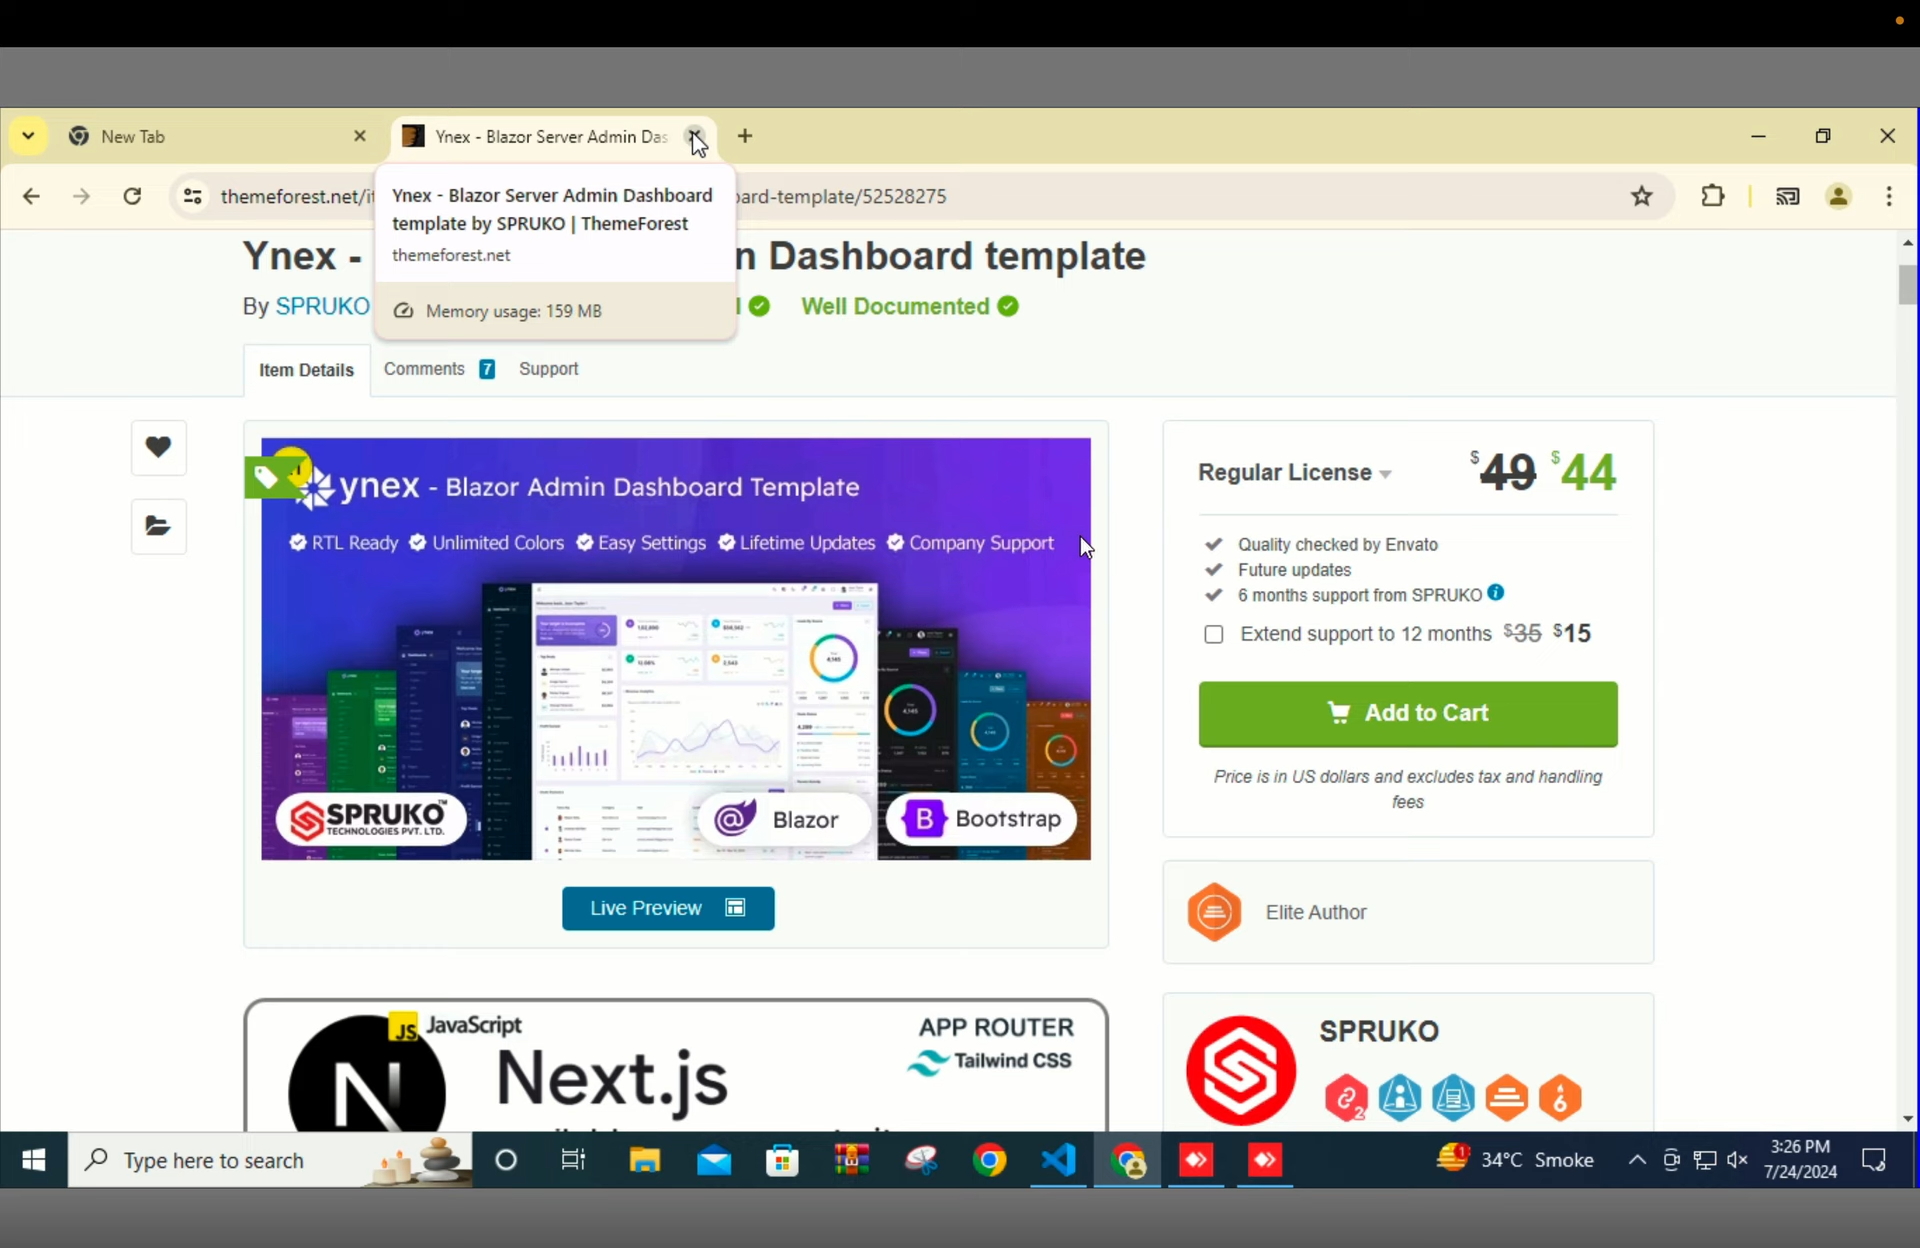 New Tab
Ynex - Blazor Server Admin Das
themeforest.net/it
ard-template/52528275
Ynex - Blazor Server Admin Dashboard
template by SPRUKO | ThemeForest
themeforest.net
Memory usage: 159 MB
Ynex - n Dashboard template
By SPRUKO l Well Documented
Item Details Comments 7 Support
ynex - Blazor Admin Dashboard Template
RTL Ready Unlimited Colors Easy Settings Lifetime Updates Company Support
SPRUKO™
TECHNOLOGIES PVT. LTD.
@ Blazor
B Bootstrap
Live Preview
Regular License $49 $44
Quality checked by Envato
Future updates
6 months support from SPRUKO
Extend support to 12 months $35 $15
Add to Cart
Price is in US dollars and excludes tax and handling
fees
Elite Author
JS JavaScript
Next.js
APP ROUTER
Tailwind CSS
SPRUKO
2
6
Type here to search
1
34°C Smoke
3:26 PM
7/24/2024